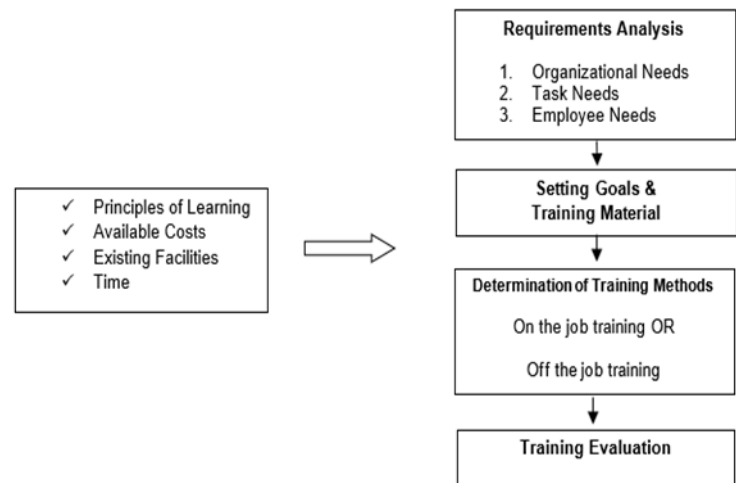 ✓ Principles of Learning
✓ Available Costs
✓ Existing Facilities
✓ Time
Requirements Analysis
1. Organizational Needs
2. Task Needs
3. Employee Needs
Setting Goals &
Training Material
Determination of Training Methods
On the job training OR
Off the job training
Training Evaluation